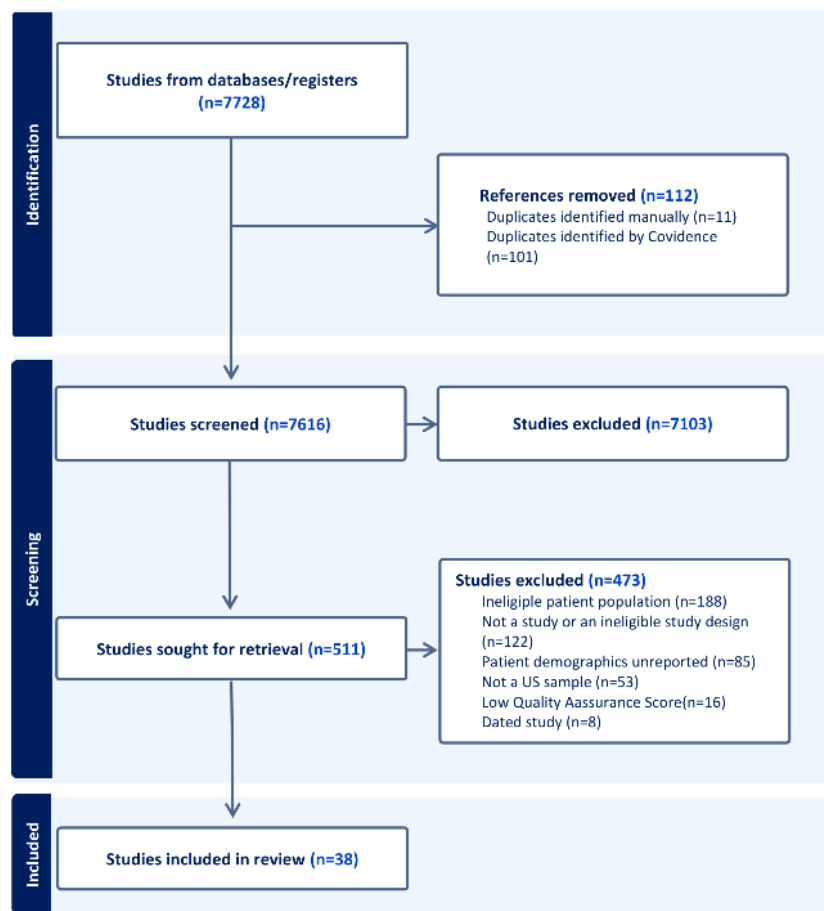 Identification
Studies from databases/registers
(n=7728)
References removed (n=112)
Duplicates identified manually (n=11)
Duplicates identified by Covidence
(n=101)
Screening
Studies screened (n=7616)
Studies excluded (n=7103)
Studies sought for retrieval (n=511)
Studies excluded (n=473)
Ineligiple patient population (n=188)
Not a study or an ineligible study design
(n=122)
Patient demographics unreported (n=85)
Not a US sample (n=53)
Low Quality Aassurance Score(n=16)
Dated study (n=8)
Included
Studies included in review (n=38)